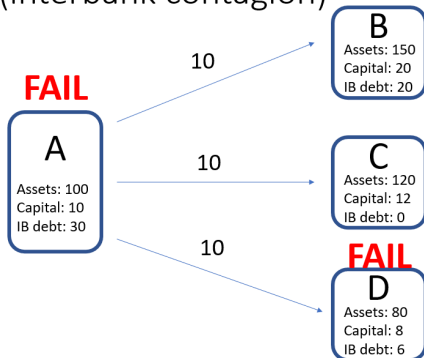 (interbank contagion)
FAIL
A
Assets: 100
Capital: 10
IB debt: 30
10
10
10
B
Assets: 150
Capital: 20
IB debt: 20
C
Assets: 120
Capital: 12
IB debt: 0
FAIL
D
Assets: 80
Capital: 8
IB debt: 6